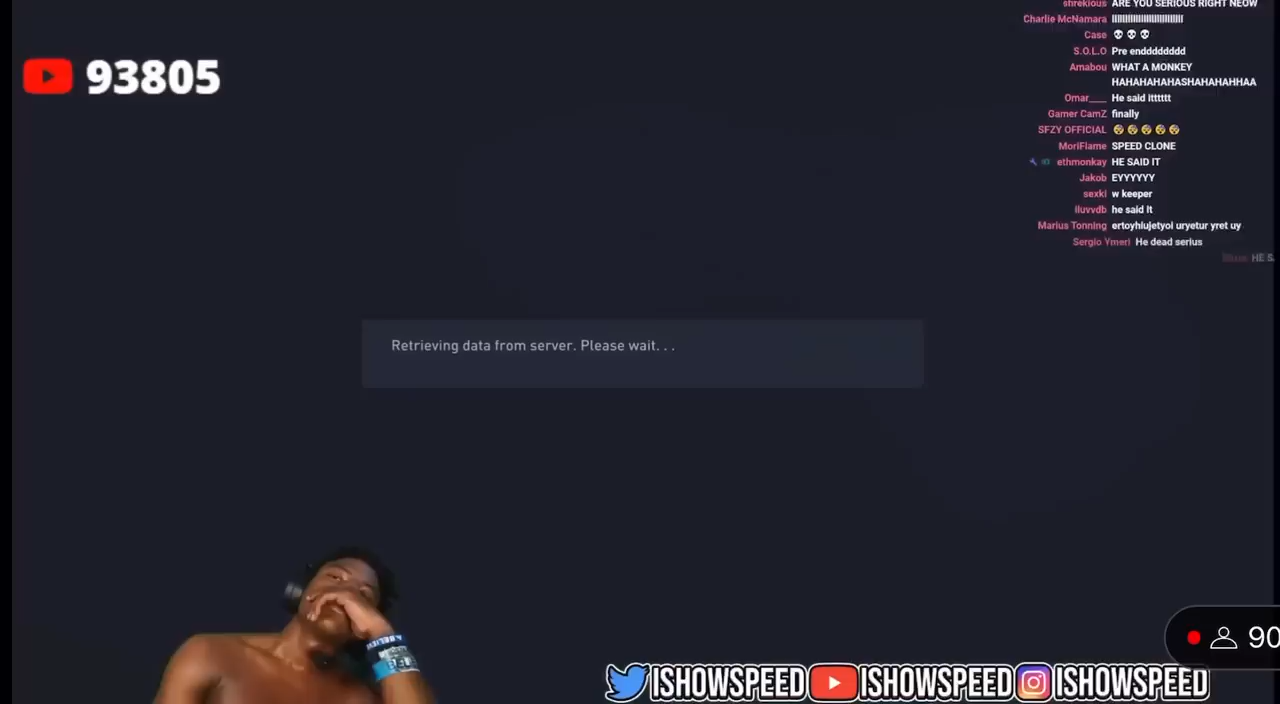 shrekious ARE YOU SERIOUS RIGHT NEOW
93805
Charlie McNamara
Case
S.O.L.O Pre endddddddd
Amabou WHAT A MONKEY
HAHAHAHAHASHAHAHAHHAA
Omar____ He said itttttt
Gamer CamZ finally
SFZY OFFICIAL
MoriFlame SPEED CLONE
ethmonkay HE SAID IT
Jakob EYYYYYY
sexki w keeper
iluvvdb he said it
Marius Tonning ertoyhiujetyoi uryetur yret uy
Sergio Ymeri He dead serius
HE S
Retrieving data from server. Please wait. . .
90
ISHOWSPEED ISHOWSPEED ISHOWSPEED